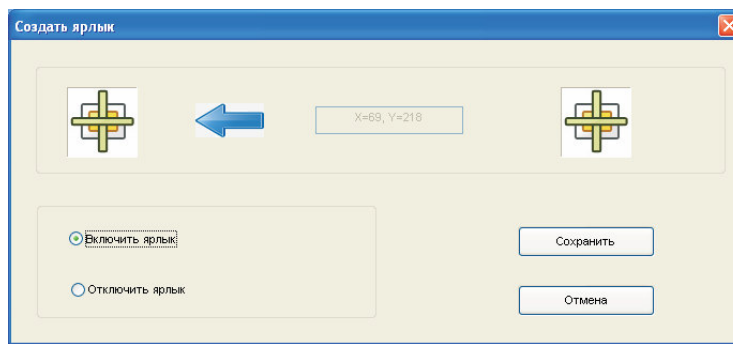 Создать ярлык
X=69, Y=218
Включить ярлык
Сохранить
Отключить ярлык
Отмена